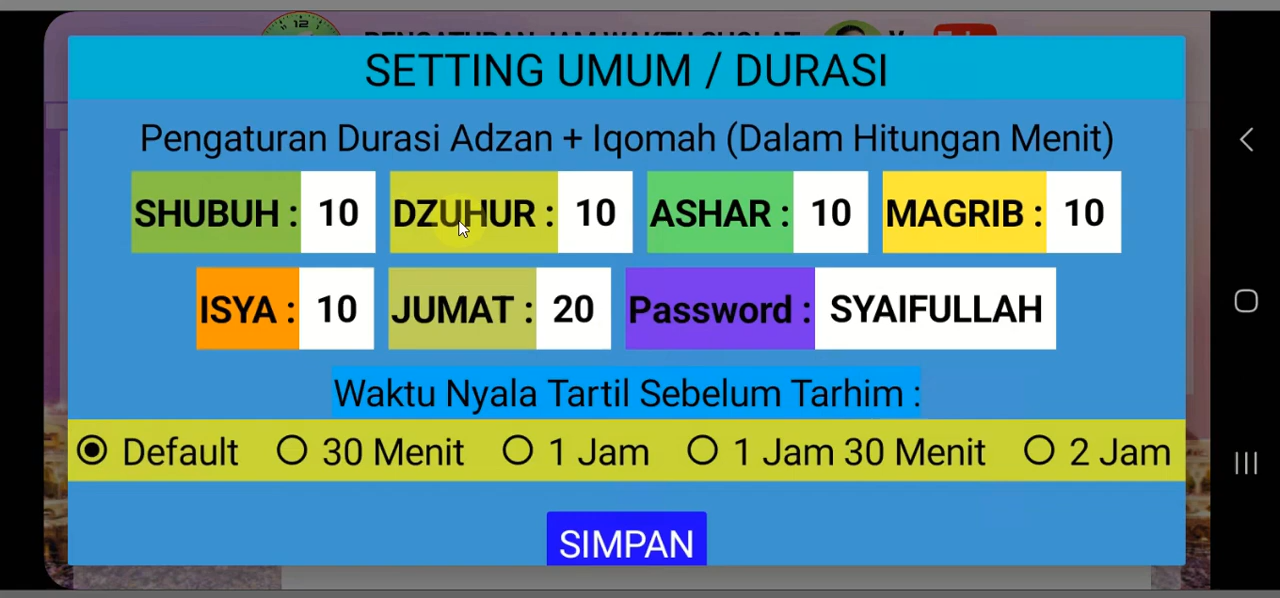 12
SETTING UMUM / DURASI
Pengaturan Durasi Adzan + Iqomah (Dalam Hitungan Menit)
SHUBUH : 10 DZUHUR : 10 ASHAR : 10 MAGRIB : 10
ISYA : 10 JUMAT : 20 Password : SYAIFULLAH
Waktu Nyala Tartil Sebelum Tarhim :
Default 30 Menit 1 Jam 1 Jam 30 Menit 2 Jam
SIMPAN